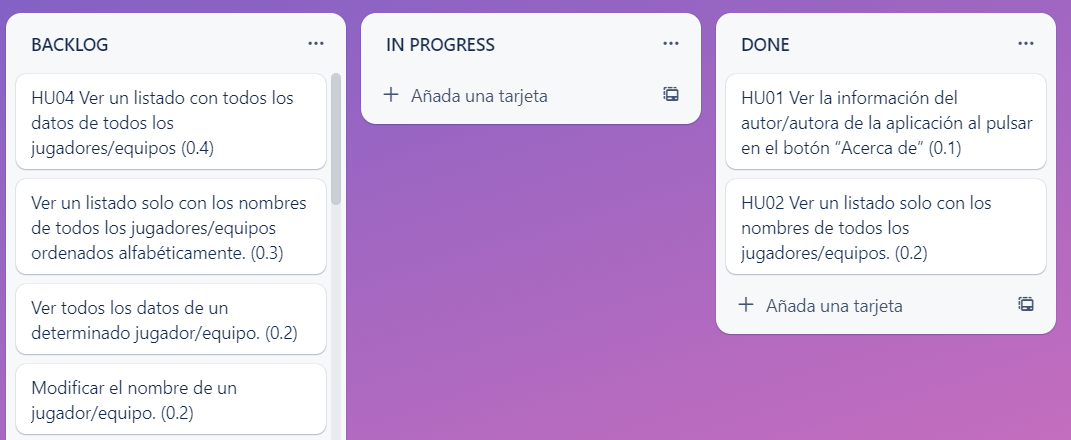 BACKLOG
HU04 Ver un listado con todos los
datos de todos los
jugadores/equipos (0.4)
Ver un listado solo con los nombres
de todos los jugadores/equipos
ordenados alfabéticamente. (0.3)
Ver todos los datos de un
determinado jugador/equipo. (0.2)
Modificar el nombre de un
jugador/equipo. (0.2)
IN PROGRESS
Añada una tarjeta
DONE
HU01 Ver la información del
autor/autora de la aplicación al pulsar
en el botón “Acerca de” (0.1)
HU02 Ver un listado solo con los
nombres de todos los
jugadores/equipos. (0.2)
Añada una tarjeta